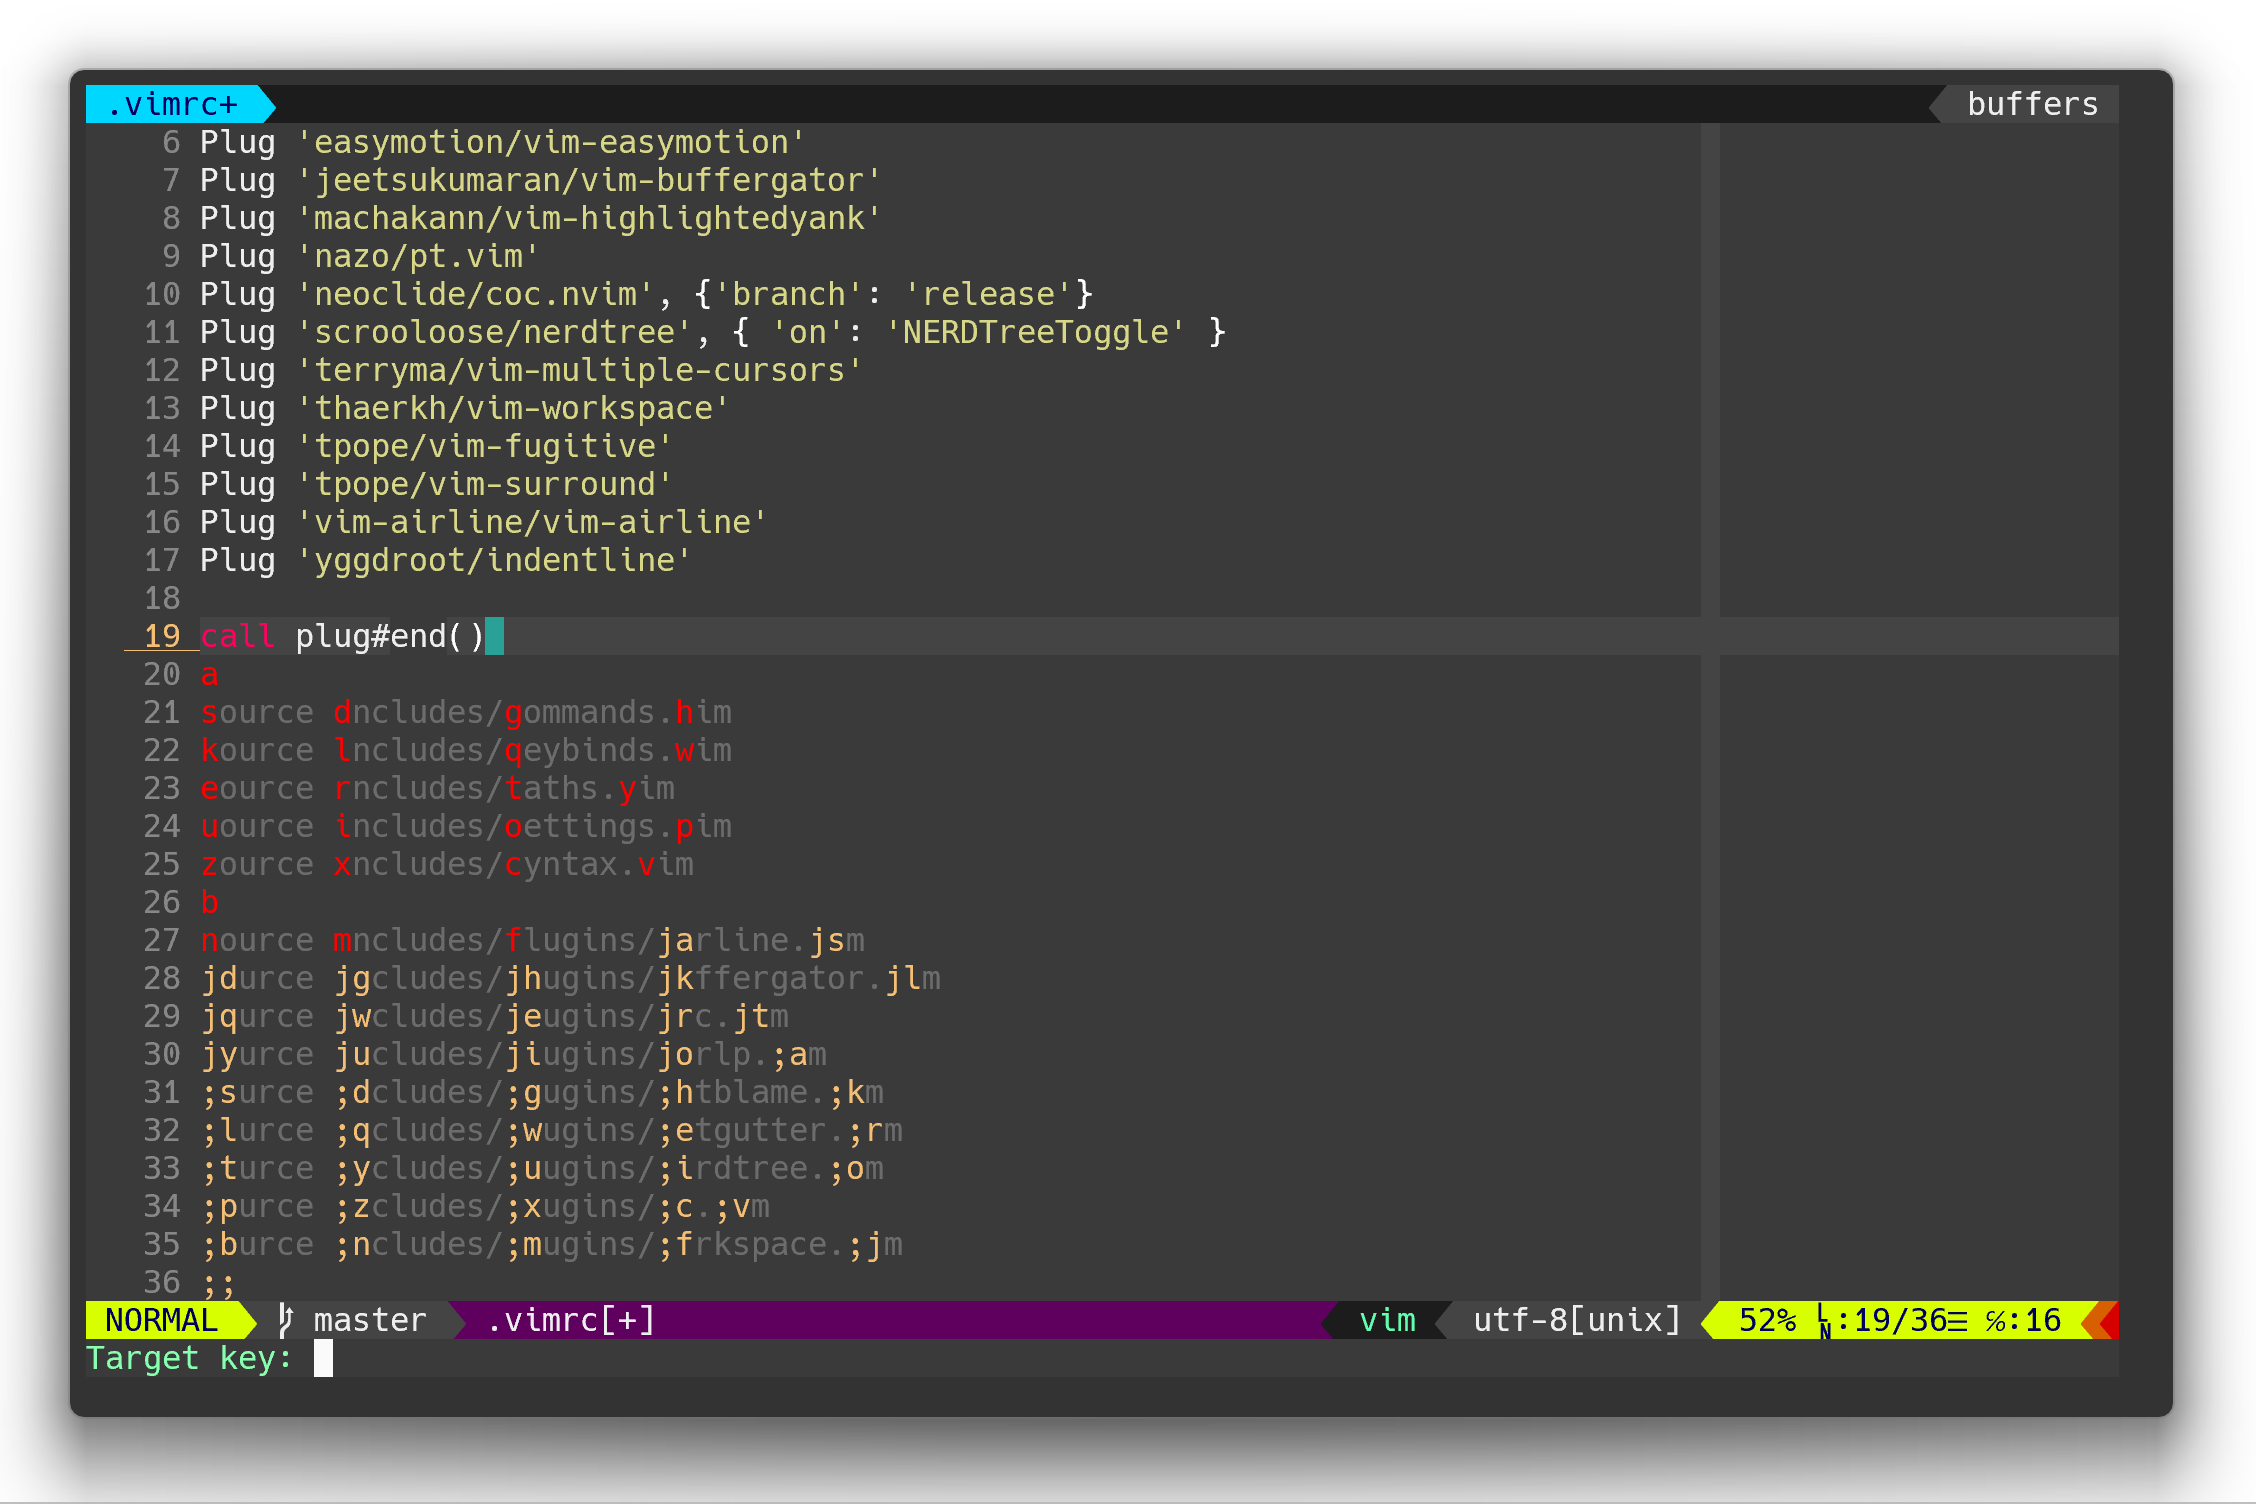 .vimrc+ buffers
6 Plug 'easymotion/vim-easymotion'
7 Plug 'jeetsukumaran/vim-buffergator'
8 Plug 'machakann/vim-highlightedyank'
9 Plug 'nazo/pt.vim'
10 Plug 'neoclide/coc.nvim', {'branch': 'release'}
11 Plug 'scrooloose/nerdtree', { 'on': 'NERDTreeToggle' }
12 Plug 'terryma/vim-multiple-cursors'
13 Plug 'thaerkh/vim-workspace'
14 Plug 'tpope/vim-fugitive'
15 Plug 'tpope/vim-surround'
16 Plug 'vim-airline/vim-airline'
17 Plug 'yggdroot/indentline'
18
19 call plug#end()
20 a
21 source dncludes/gommands.him
22 kource lncludes/qeybinds.wim
23 eource rncludes/taths.yim
24 uource includes/oettings.pim
25 zource xncludes/cyntax.vim
26 b
27 nource mncludes/flugins/jarline.jsm
28 jdurce jgcludes/jhugins/jkffergator.jlm
29 jqurce jwcludes/jeugins/jrc.jtm
30 jyurce jucludes/jiugins/jorlp.;am
31 ;surce ;dcludes/;gugins/;htblame.;km
32 ;lurce ;qcludes/;wugins/;etgutter.;rm
33 ;turce ;ycludes/;uugins/;irdtree.;om
34 ;purce ;zcludes/;xugins/;c.;vm
35 ;burce ;ncludes/;mugins/;frkspace.;jm
36 ;;
NORMAL master .vimrc[+] vim utf-8[unix] 52% ␊:19/36☰ ℅:16
Target key: